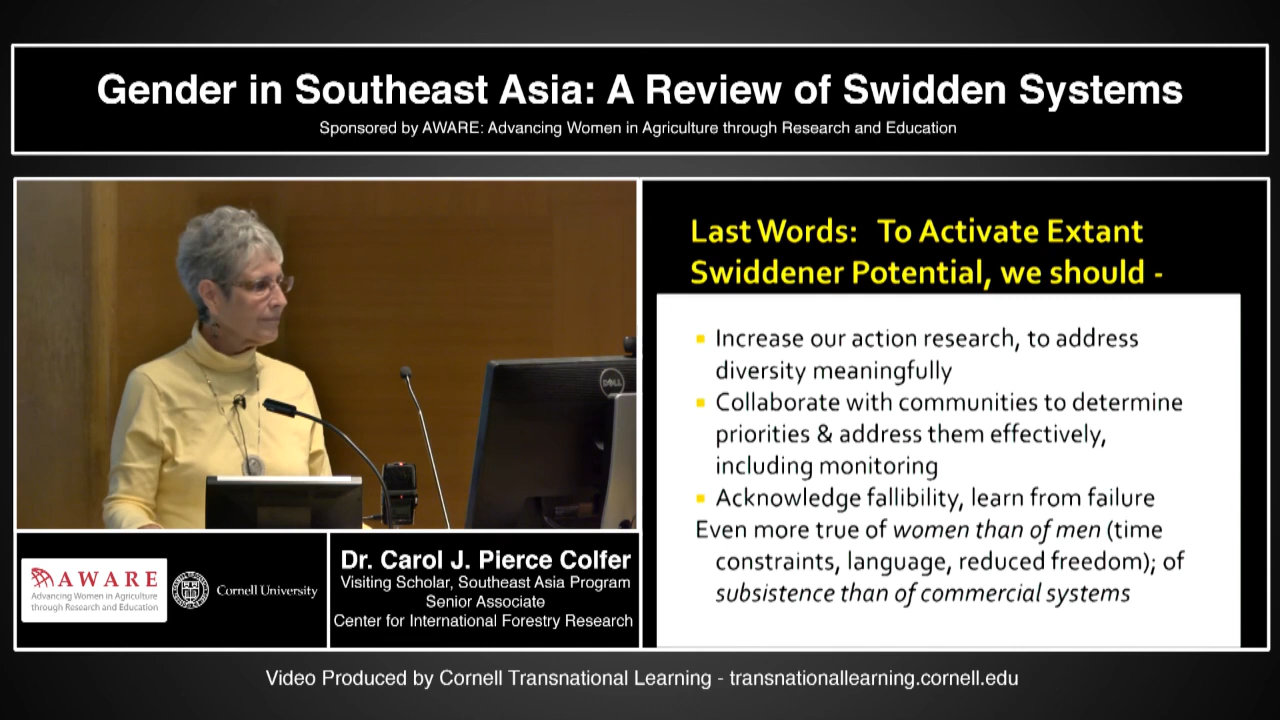 Gender in Southeast Asia: A Review of Swidden Systems
Sponsored by AWARE: Advancing Women in Agriculture through Research and Education
DELL
Last Words: To Activate Extant
Swiddener Potential, we should -
Increase our action research, to address
diversity meaningfully
Collaborate with communities to determine
priorities & address them effectively,
including monitoring
Acknowledge fallibility, learn from failure
Even more true of women than of men (time
constraints, language, reduced freedom); of
subsistence than of commercial systems
AWARE
Advancing Women in Agriculture
through Research and Education
Cornell University
Dr. Carol J. Pierce Colfer
Visiting Scholar, Southeast Asia Program
Senior Associate
Center for International Forestry Research
Video Produced by Cornell Transnational Learning - transnationallearning.cornell.edu